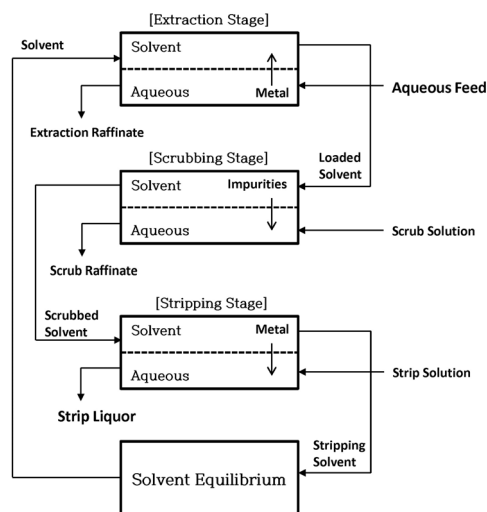 [Extraction Stage]
Solvent
Solvent
Aqueous
Metal
Aqueous Feed
Extraction Raffinate
[Scrubbing Stage]
Loaded
Solvent
Solvent
Impurities
Aqueous
Scrub Solution
Scrub Raffinate
[Stripping Stage]
Scrubbed
Solvent
Solvent
Metal
Aqueous
Strip Solution
Strip Liquor
Stripping
Solvent
Solvent Equilibrium